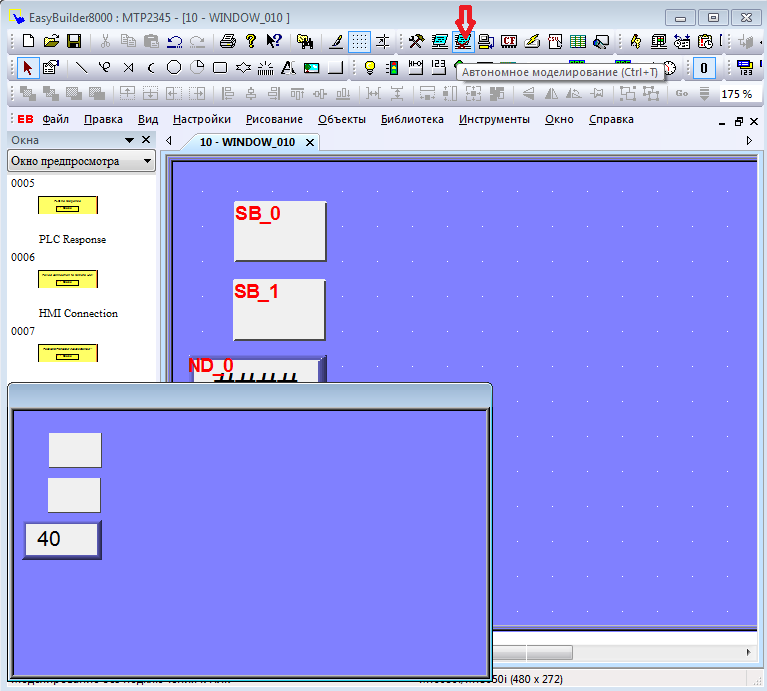 EasyBuilder8000 : MTP2345 - [10 - WINDOW_010 ]
Автономное моделирование (Ctrl+T)
0
123
Go
175 %
EB Файл Правка Вид Настройки Рисование Объекты Библиотека Инструменты Окно Справка
Окна
10 - WINDOW_010
Окно предпросмотра
0005
PLC Response
0006
HMI Connection
0007
SB_0
SB_1
ND_0
####
40
(480 x 272)